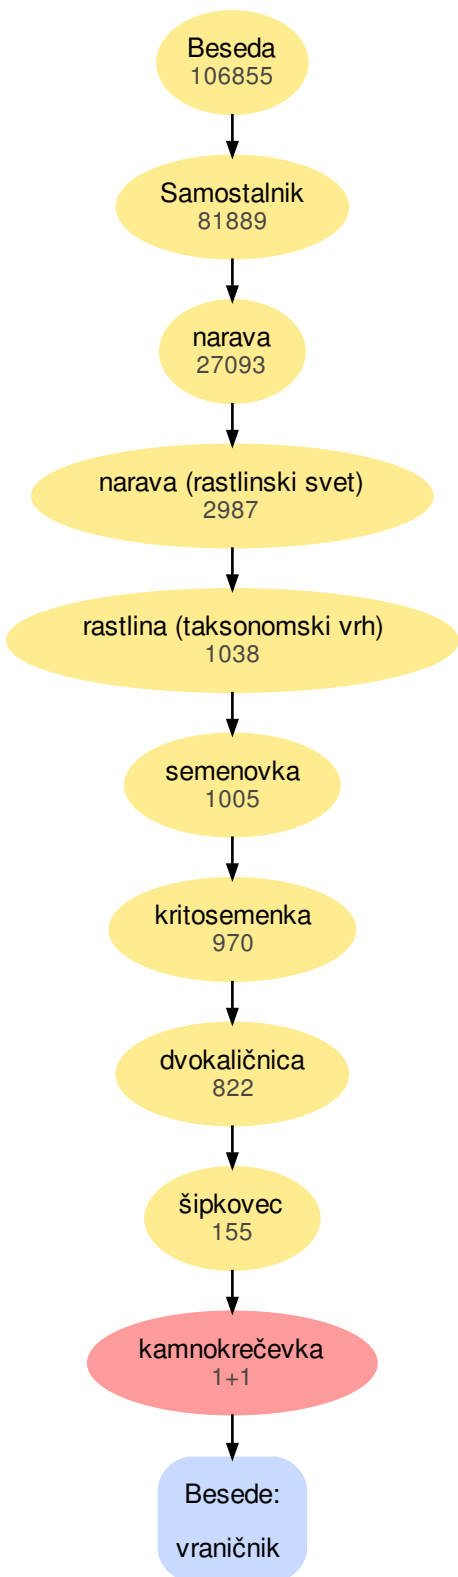 Beseda
106855
Samostalnik
81889
narava
27093
narava (rastlinski svet)
2987
rastlina (taksonomski vrh)
1038
semenovka
1005
kritosemenka
970
dvokaličnica
822
šipkovec
155
kamnokrečevka
1+1
Besede:
vraničnik